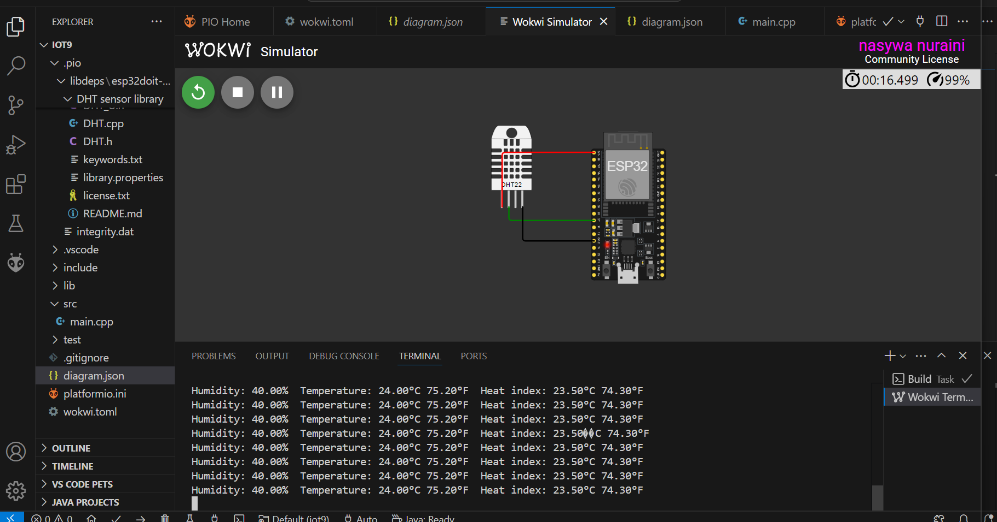 EXPLORER
PIO Home
wokwi.toml
diagram.json
Wokwi Simulator
diagram.json
main.cpp
IOT9
.pio
libdeps\esp32doit-...
DHT sensor library
DHT.cpp
DHT.h
keywords.txt
library.properties
license.txt
README.md
integrity.dat
.vscode
include
lib
src
main.cpp
test
.gitignore
diagram.json
platformio.ini
wokwi.toml
OUTLINE
TIMELINE
VS CODE PETS
JAVA PROJECTS
WOKWI Simulator
nasywa nuraini
Community License
00:16.499 99%
DHT22
ESP32
PROBLEMS OUTPUT DEBUG CONSOLE TERMINAL PORTS
Humidity: 40.00% Temperature: 24.00°C 75.20°F Heat index: 23.50°C 74.30°F
Humidity: 40.00% Temperature: 24.00°C 75.20°F Heat index: 23.50°C 74.30°F
Humidity: 40.00% Temperature: 24.00°C 75.20°F Heat index: 23.50°C 74.30°F
Humidity: 40.00% Temperature: 24.00°C 75.20°F Heat index: 23.50��C 74.30°F
Humidity: 40.00% Temperature: 24.00°C 75.20°F Heat index: 23.50°C 74.30°F
Humidity: 40.00% Temperature: 24.00°C 75.20°F Heat index: 23.50°C 74.30°F
Humidity: 40.00% Temperature: 24.00°C 75.20°F Heat index: 23.50°C 74.30°F
Humidity: 40.00% Temperature: 24.00°C 75.20°F Heat index: 23.50°C 74.30°F
Build Task
Wokwi Term...
0 0 Default (iot9) Auto Java: Ready